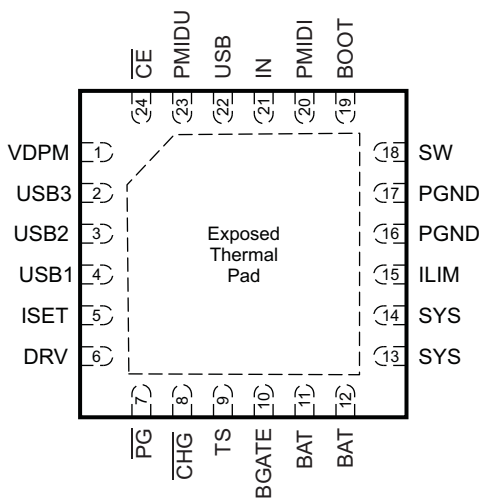 CE PMIDU USB IN PMIDI BOOT
24 23 22 21 20 19
VDPM 1 18 SW
USB3 2 17 PGND
USB2 3 16 PGND
USB1 4 15 ILIM
ISET 5 14 SYS
DRV 6 13 SYS
Exposed
Thermal
Pad
7 8 9 10 11 12
PG CHG TS BGATE BAT BAT